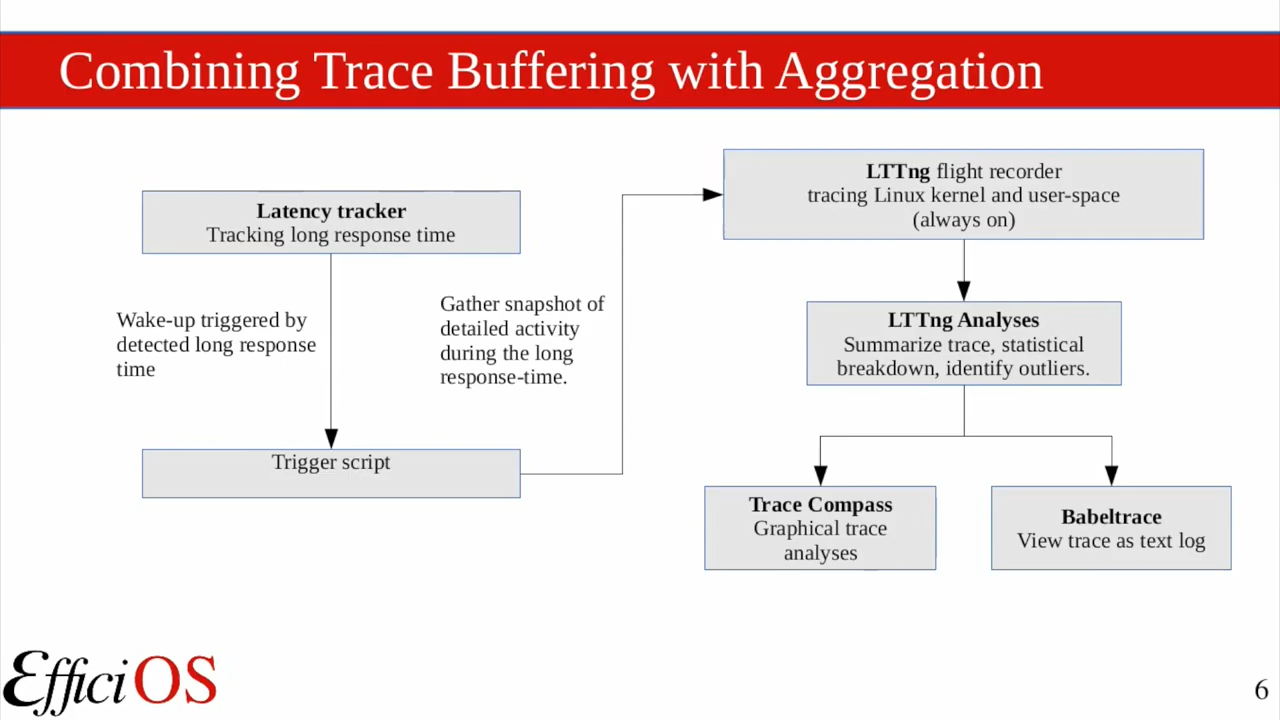 Combining Trace Buffering with Aggregation
Latency tracker
Tracking long response time
Wake-up triggered by
detected long response
time
Trigger script
Gather snapshot of
detailed activity
during the long
response-time.
LTTng flight recorder
tracing Linux kernel and user-space
(always on)
LTTng Analyses
Summarize trace, statistical
breakdown, identify outliers.
Trace Compass
Graphical trace
analyses
Babeltrace
View trace as text log
EfficiOS
6